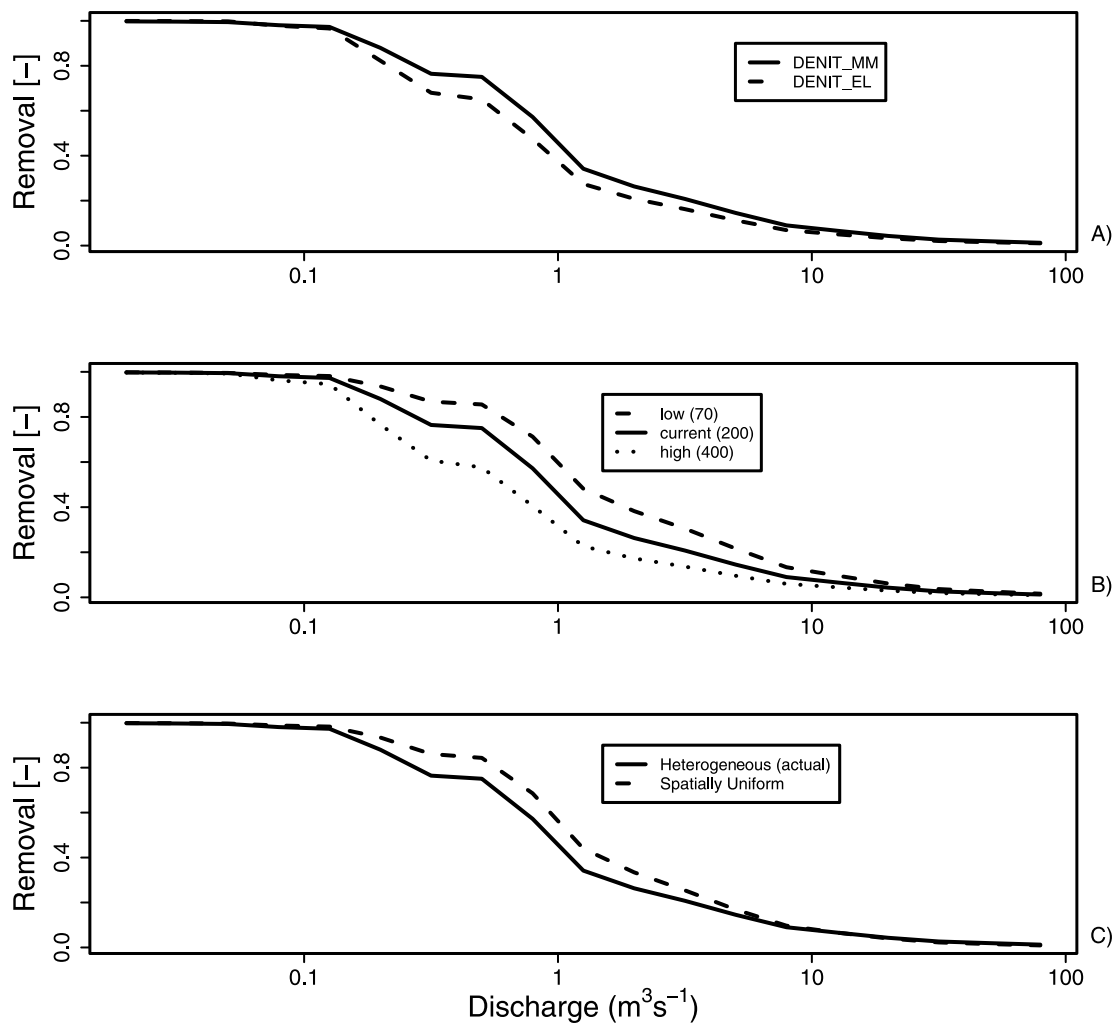 Removal [−]
0.0 0.4 0.8
DENIT_MM
DENIT_EL
A)
0.1 1 10 100
Removal [−]
0.0 0.4 0.8
low (70)
current (200)
high (400)
B)
0.1 1 10 100
Removal [−]
0.0 0.4 0.8
Heterogeneous (actual)
Spatially Uniform
C)
0.1 1 10 100
Discharge (m³s⁻¹)